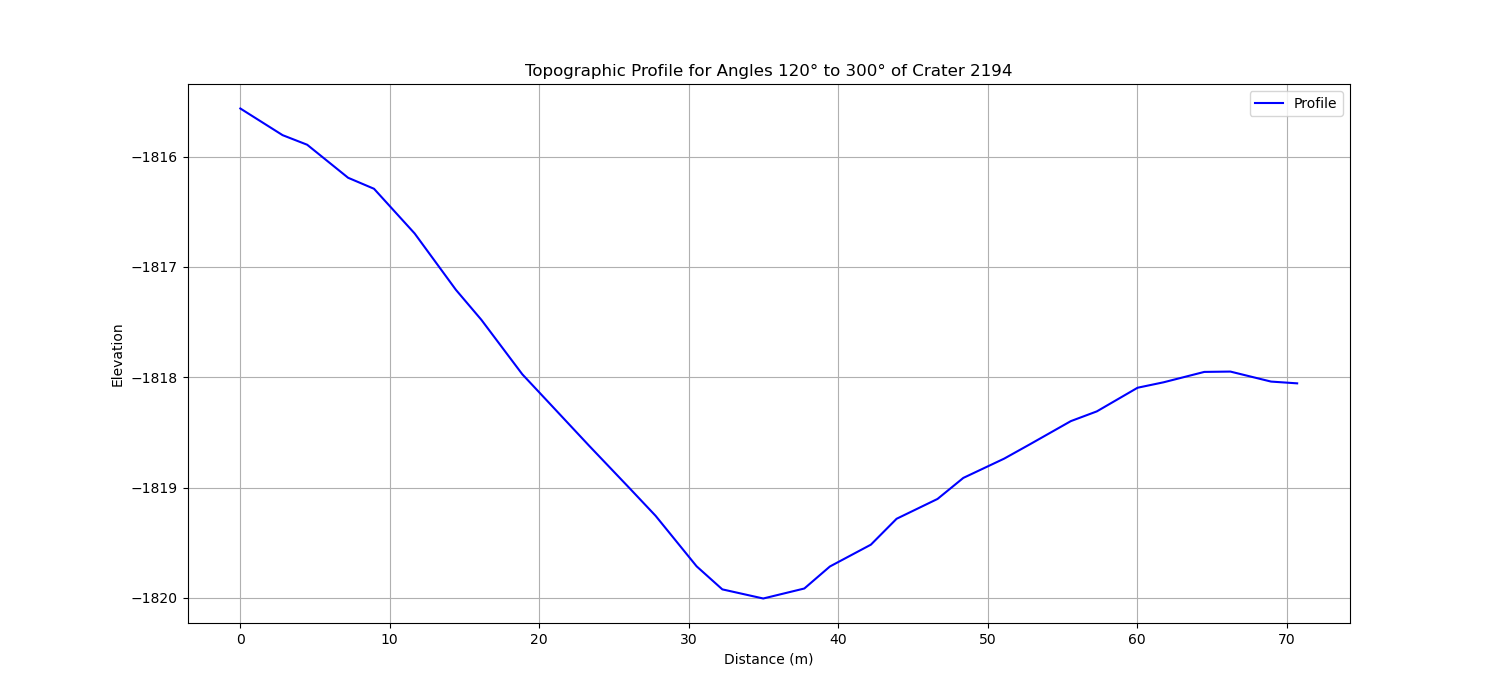 Topographic Profile for Angles 120° to 300° of Crater 2194
Profile
−1816
−1817
−1818
−1819
−1820
Elevation
0 10 20 30 40 50 60 70
Distance (m)